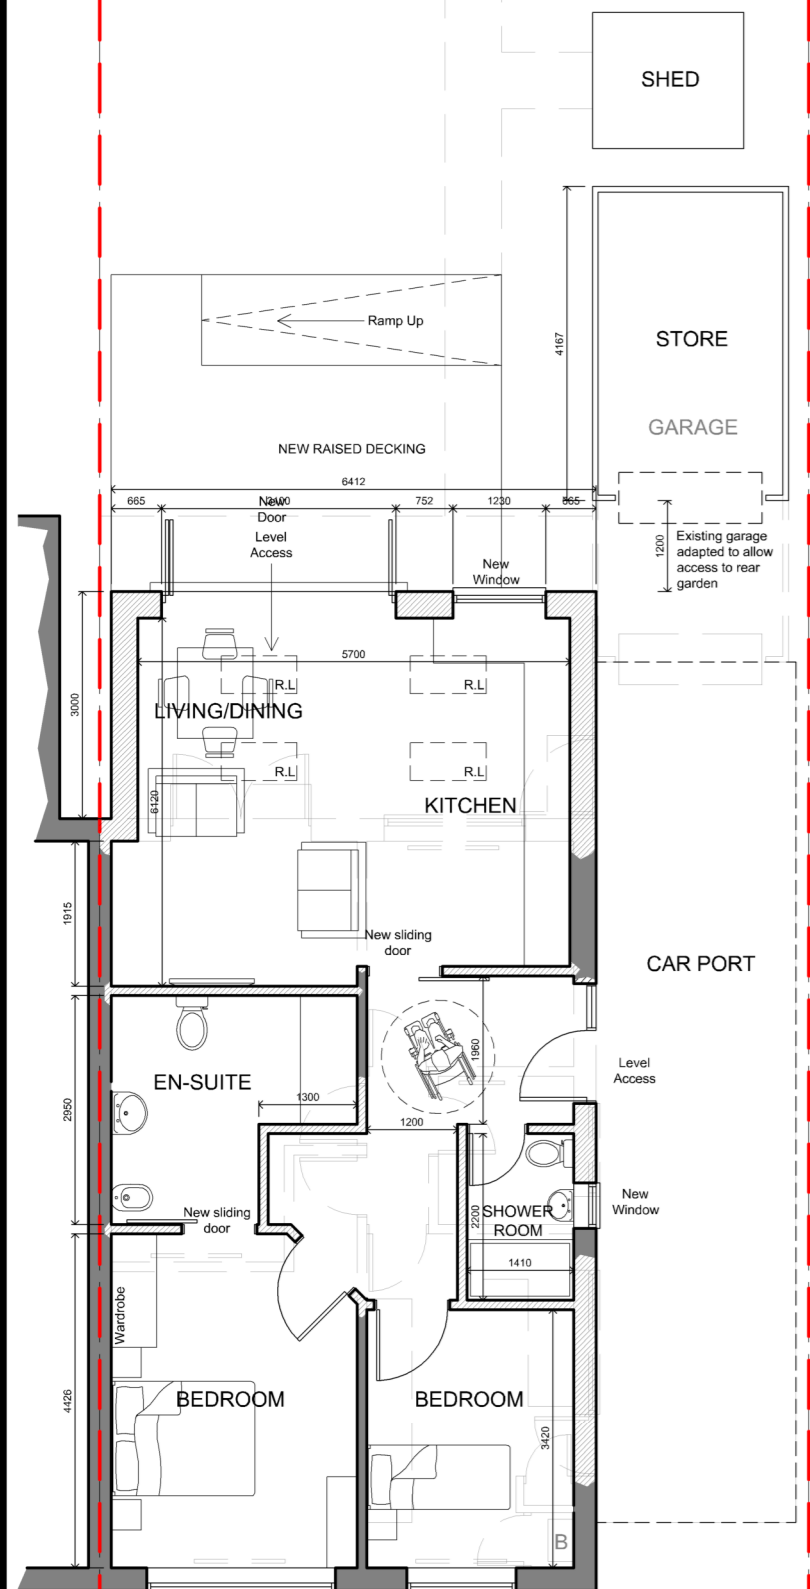 SHED
4167
STORE
Ramp Up
GARAGE
NEW RAISED DECKING
6412
665
New
Door
752
1230
1200
Existing garage
adapted to allow
access to rear
garden
Level
Access
New
Window
5700
3000
R.L
R.L
LIVING/DINING
R.L
R.L
6120
KITCHEN
1915
New sliding
door
CAR PORT
1960
Level
Access
EN-SUITE
2950
1300
1200
New
Window
New sliding
door
2200
SHOWER
ROOM
1410
Wardrobe
4426
BEDROOM
BEDROOM
3420
B